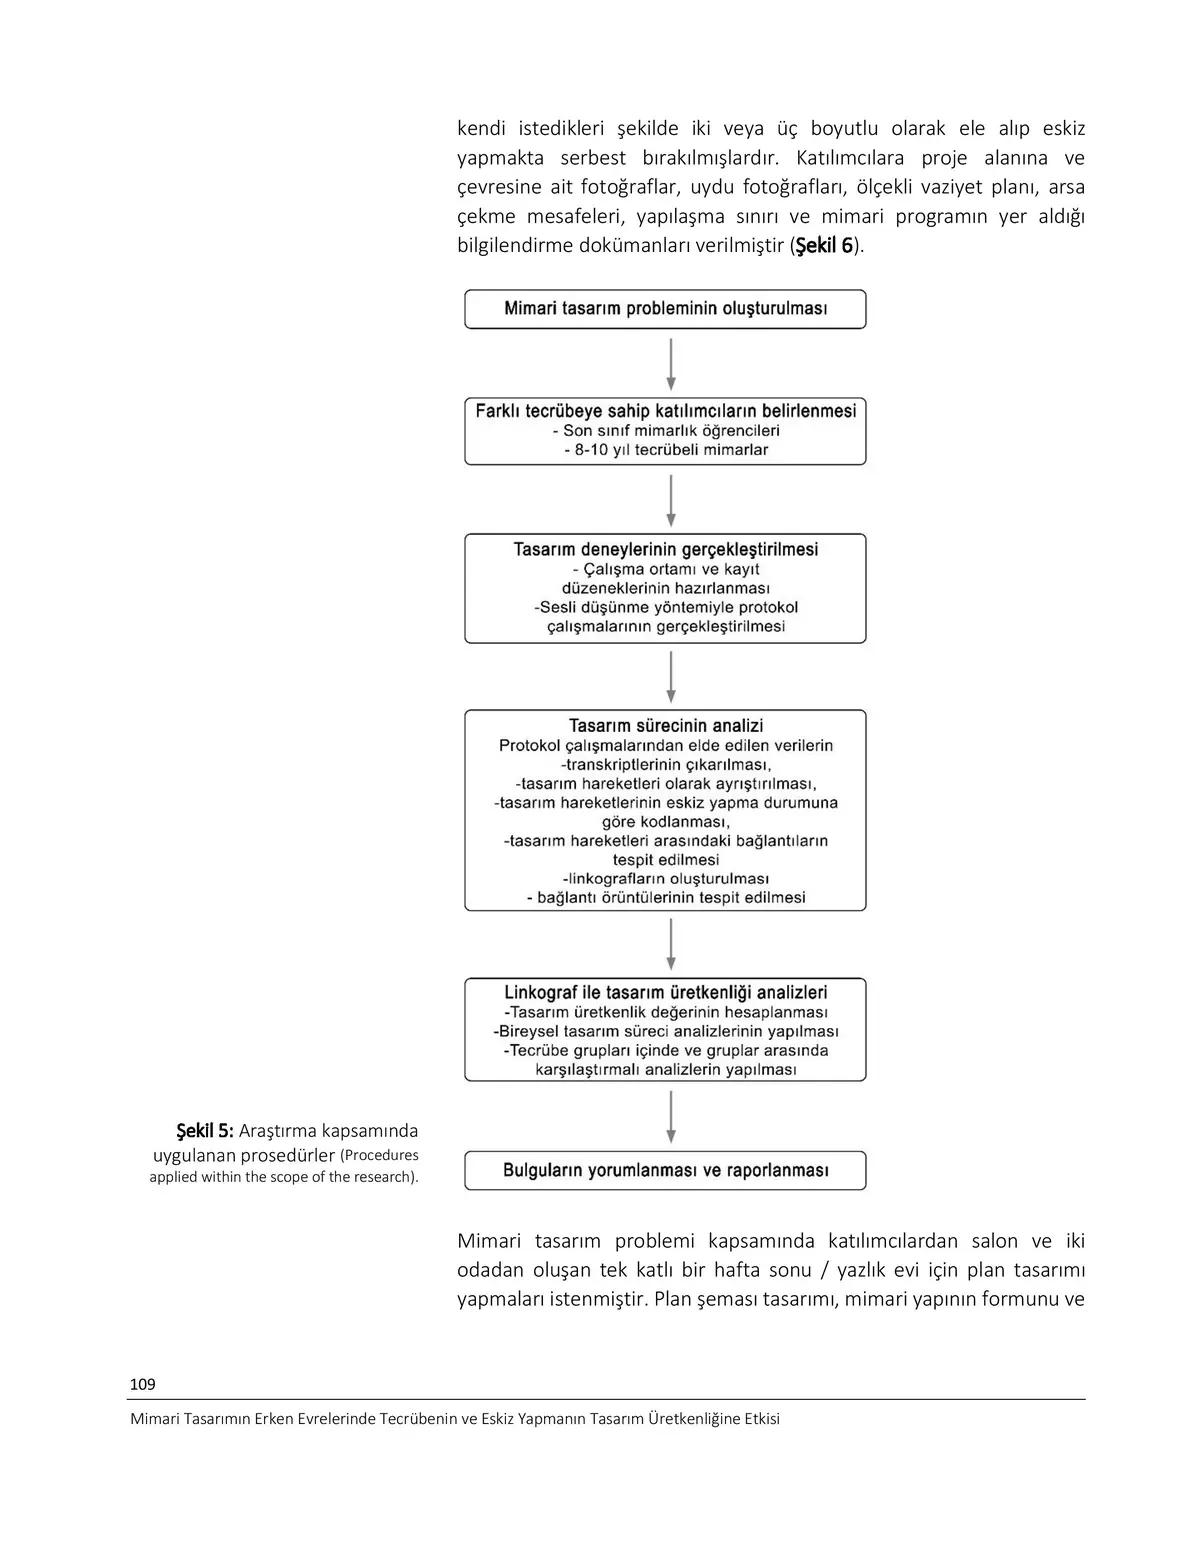 kendi istedikleri şekilde iki veya üç boyutlu olarak ele alıp eskiz
yapmakta serbest bırakılmışlardır. Katılımcılara proje alanına ve
çevresine ait fotoğraflar, uydu fotoğrafları, ölçekli vaziyet planı, arsa
çekme mesafeleri, yapılaşma sınırı ve mimari programın yer aldığı
bilgilendirme dokümanları verilmiştir (Şekil 6).
Mimari tasarım probleminin oluşturulması
Farklı tecrübeye sahip katılımcıların belirlenmesi
- Son sınıf mimarlık öğrencileri
- 8-10 yıl tecrübeli mimarlar
Tasarım deneylerinin gerçekleştirilmesi
- Çalışma ortamı ve kayıt
düzeneklerinin hazırlanması
-Sesli düşünme yöntemiyle protokol
çalışmalarının gerçekleştirilmesi
Tasarım sürecinin analizi
Protokol çalışmalarından elde edilen verilerin
-transkriptlerinin çıkarılması,
-tasarım hareketleri olarak ayrıştırılması,
-tasarım hareketlerinin eskiz yapma durumuna
göre kodlanması,
-tasarım hareketleri arasındaki bağlantıların
tespit edilmesi
-linkografların oluşturulması
- bağlantı örüntülerinin tespit edilmesi
Linkograf ile tasarım üretkenliği analizleri
-Tasarım üretkenlik değerinin hesaplanması
-Bireysel tasarım süreci analizlerinin yapılması
-Tecrübe grupları içinde ve gruplar arasında
karşılaştırmalı analizlerin yapılması
Bulguların yorumlanması ve raporlanması
Şekil 5: Araştırma kapsamında
uygulanan prosedürler (Procedures
applied within the scope of the research).
Mimari tasarım problemi kapsamında katılımcılardan salon ve iki
odadan oluşan tek katlı bir hafta sonu / yazlık evi için plan tasarımı
yapmaları istenmiştir. Plan şeması tasarımı, mimari yapının formunu ve
109
Mimari Tasarımın Erken Evrelerinde Tecrübenin ve Eskiz Yapmanın Tasarım Üretkenliğine Etkisi